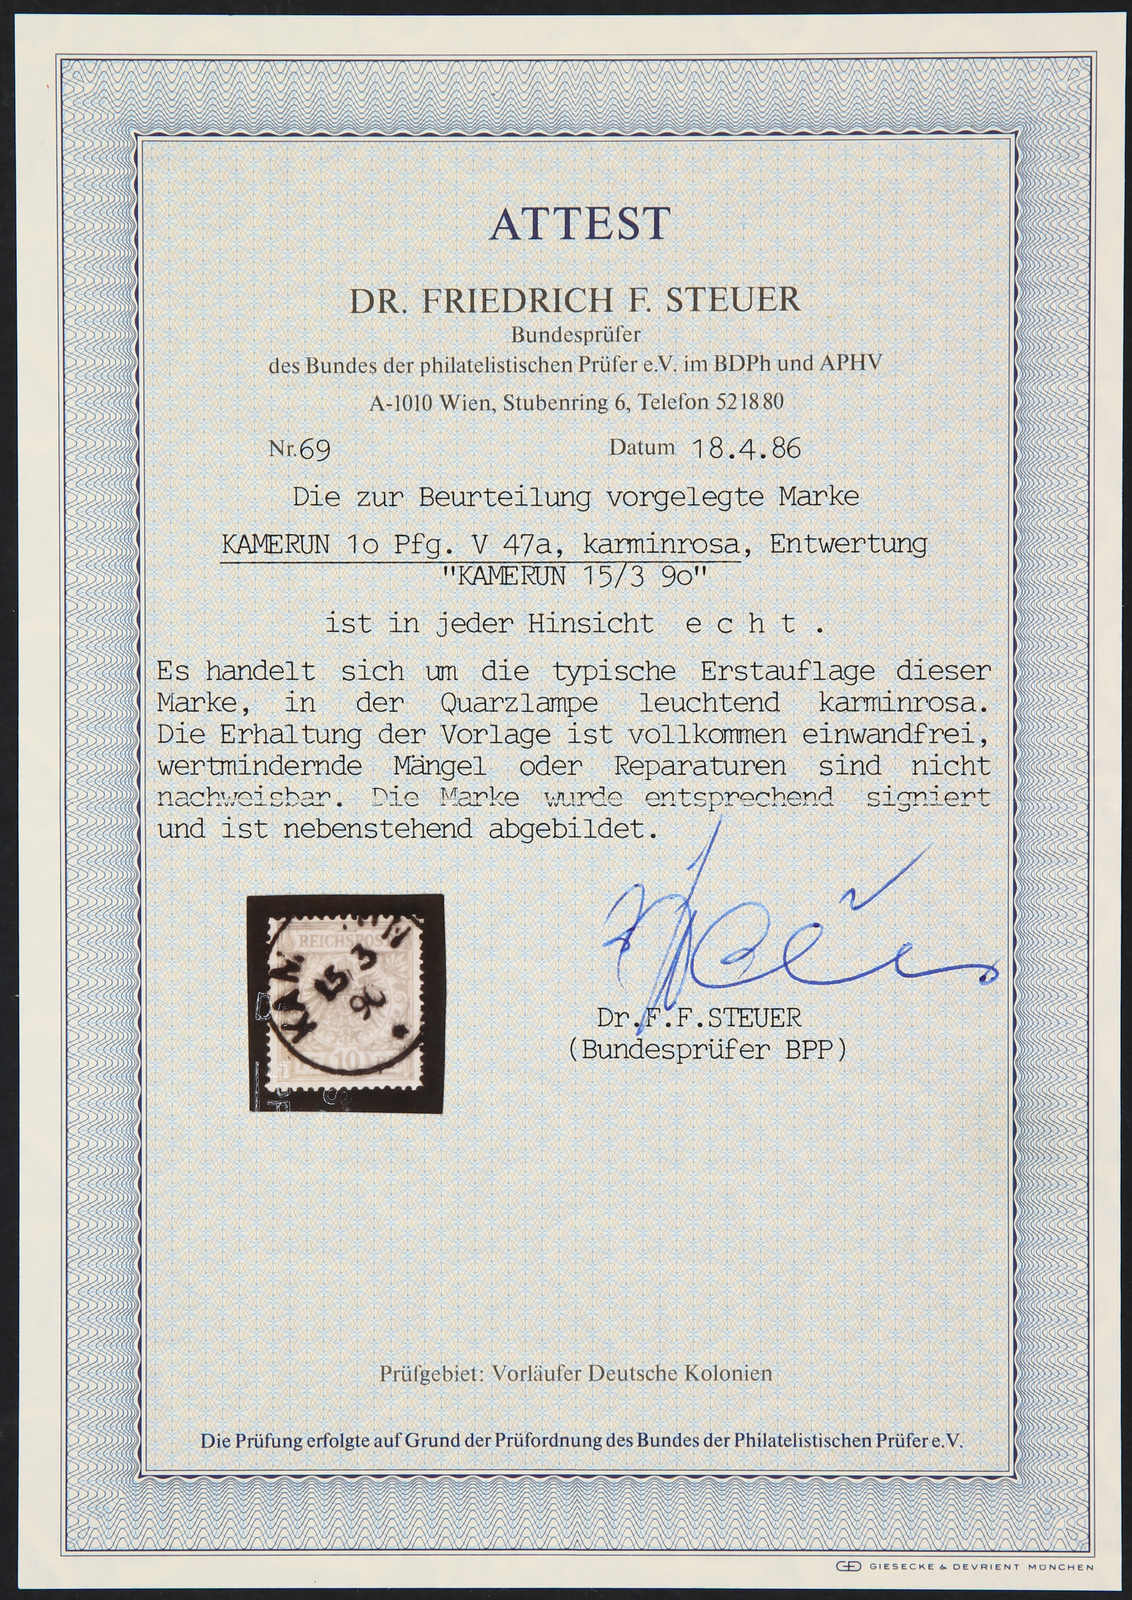 ATTEST
DR. FRIEDRICH F. STEUER
Bundesprüfer
des Bundes der philatelistischen Prüfer e.V. im BDPh und APHV
A-1010 Wien, Stubenring 6, Telefon 521880
Nr.69 Datum 18.4.86
Die zur Beurteilung vorgelegte Marke
KAMERUN 1o Pfg. V 47a, karminrosa, Entwertung
"KAMERUN 15/3 9o"
ist in jeder Hinsicht e c h t .
Es handelt sich um die typische Erstauflage dieser
Marke, in der Quarzlampe leuchtend karminrosa.
Die Erhaltung der Vorlage ist vollkommen einwandfrei,
wertmindernde Mängel oder Reparaturen sind nicht
nachweisbar. Die Marke wurde entsprechend signiert
und ist nebenstehend abgebildet.
REICHSPOST
KAM
15 3
90
10
Dr.F.F.STEUER
(Bundesprüfer BPP)
Prüfgebiet: Vorläufer Deutsche Kolonien
Die Prüfung erfolgte auf Grund der Prüfordnung des Bundes der Philatelistischen Prüfer e.V.
GIESECKE & DEVRIENT MÜNCHEN